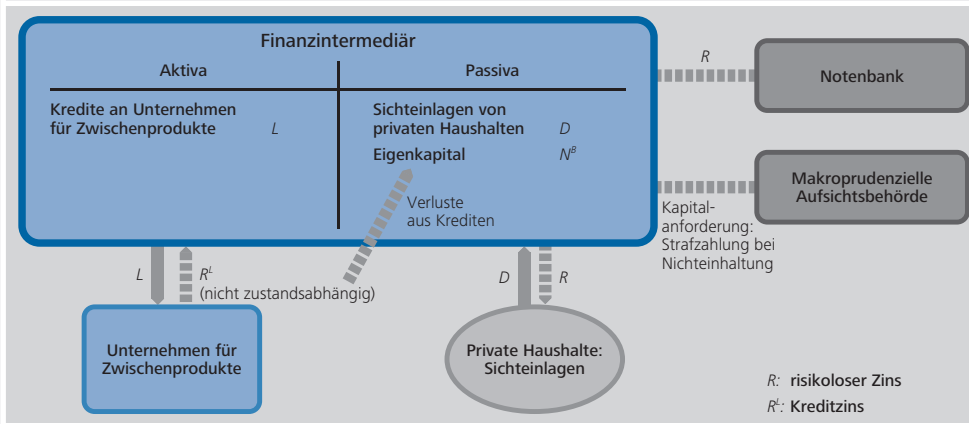 Finanzintermediär
Aktiva
Passiva
Kredite an Unternehmen
für Zwischenprodukte L
Sichteinlagen von
privaten Haushalten D
Eigenkapital N^B
Verluste
aus Krediten
R
Notenbank
Makroprudenzielle
Aufsichtsbehörde
Kapital-
anforderung:
Strafzahlung bei
Nichteinhaltung
L
R^L
(nicht zustandsabhängig)
D
R
Unternehmen für
Zwischenprodukte
Private Haushalte:
Sichteinlagen
R: risikoloser Zins
R^L: Kreditzins